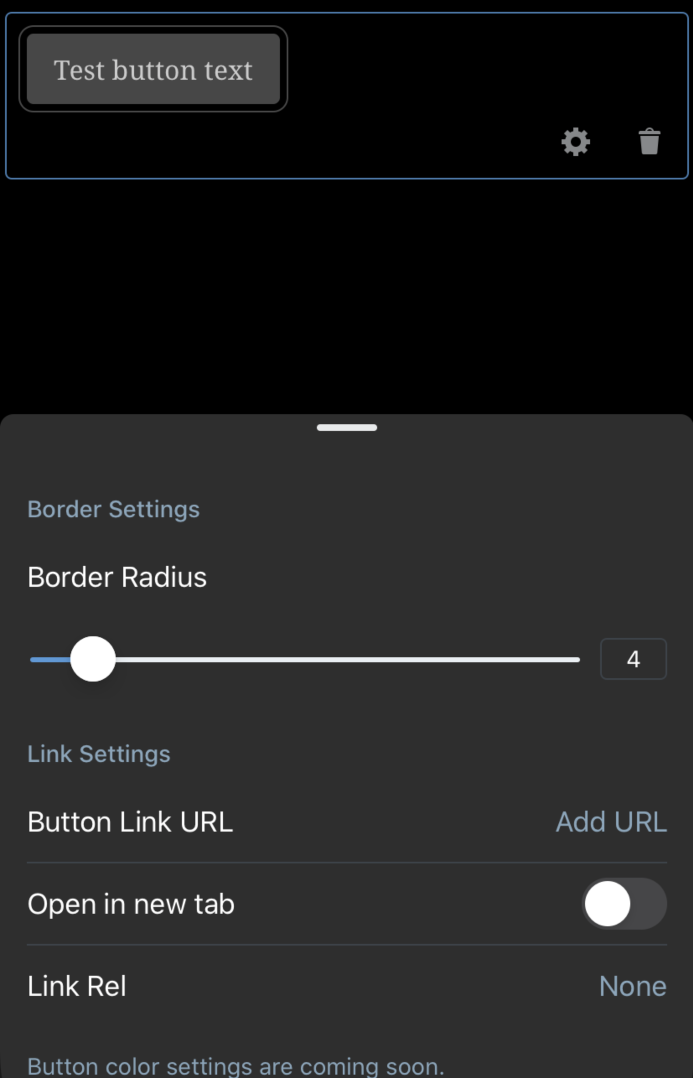 Test button text
Border Settings
Border Radius
4
Link Settings
Button Link URL Add URL
Open in new tab
Link Rel None
Button color settings are coming soon.